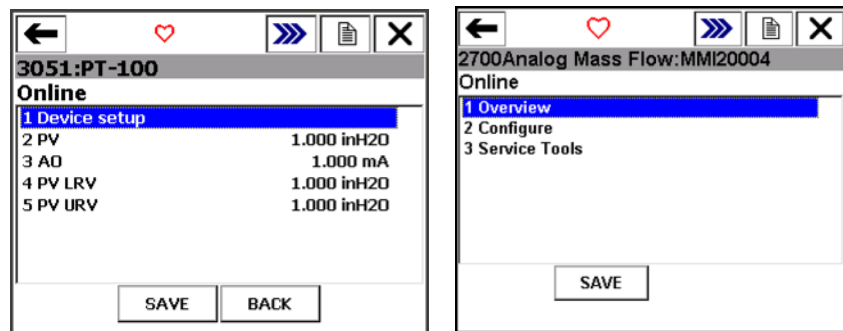 3051:PT-100
Online
1 Device setup
2 PV 1.000 inH2O
3 AO 1.000 mA
4 PV LRV 1.000 inH2O
5 PV URV 1.000 inH2O
SAVE BACK
2700Analog Mass Flow:MMI20004
Online
1 Overview
2 Configure
3 Service Tools
SAVE